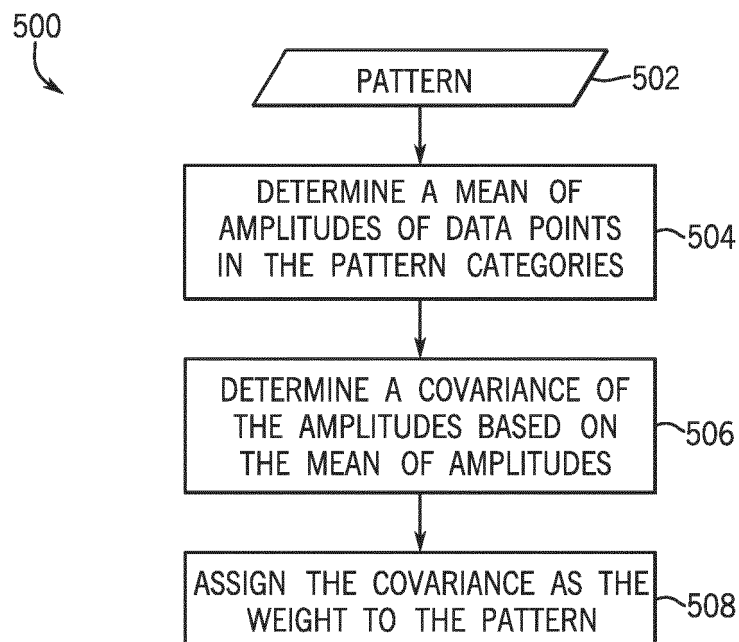 500
PATTERN
502
DETERMINE A MEAN OF
AMPLITUDES OF DATA POINTS
IN THE PATTERN CATEGORIES
504
DETERMINE A COVARIANCE OF
THE AMPLITUDES BASED ON
THE MEAN OF AMPLITUDES
506
ASSIGN THE COVARIANCE AS THE
WEIGHT TO THE PATTERN
508